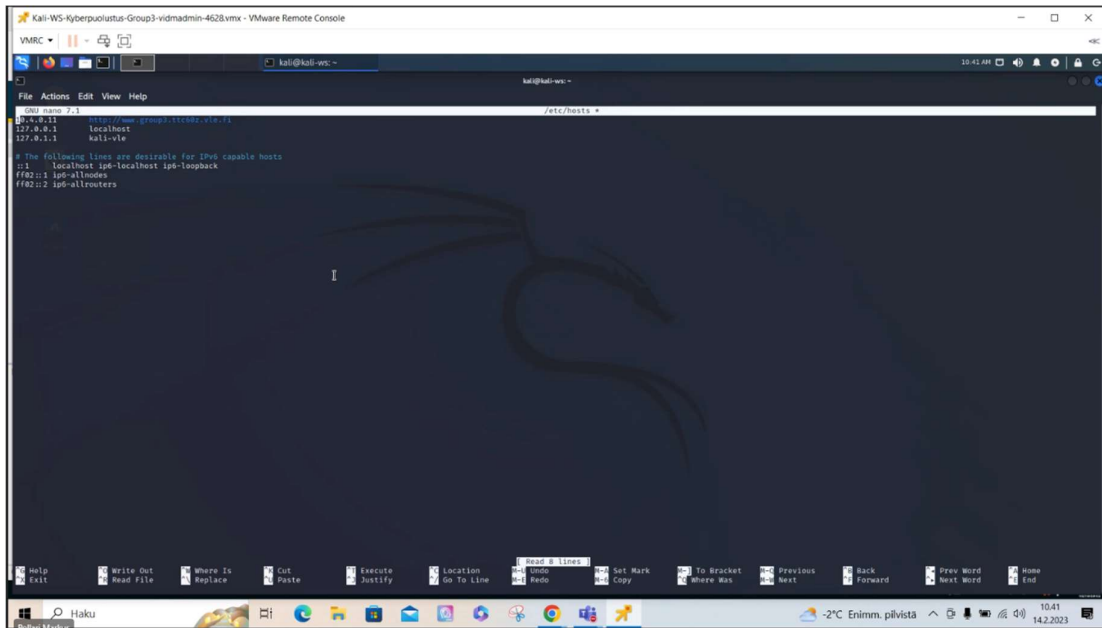 Kali-WS-Kyberpuolustus-Group3-vidmadmin-4628.vmx - VMware Remote Console
VMRC
kali@kali-ws: ~
10:41 AM
kali@kali-ws: ~
File Actions Edit View Help
GNU nano 7.1 /etc/hosts *
10.4.0.11 http://www.group3.ttc60z.vle.fi
127.0.0.1 localhost
127.0.1.1 kali-vle
# The following lines are desirable for IPv6 capable hosts
::1 localhost ip6-localhost ip6-loopback
ff02::1 ip6-allnodes
ff02::2 ip6-allrouters
[ Read 8 lines ]
^G Help ^O Write Out ^W Where Is ^K Cut ^T Execute ^C Location M-U Undo M-A Set Mark M-] To Bracket M-Q Previous ^B Back Prev Word ^A Home
^X Exit ^R Read File ^\ Replace ^U Paste ^J Justify ^/ Go To Line M-E Redo M-6 Copy ^Q Where Was M-W Next ^F Forward Next Word ^E End
Haku
-2°C Enimm. pilvistä
10.41
14.2.2023